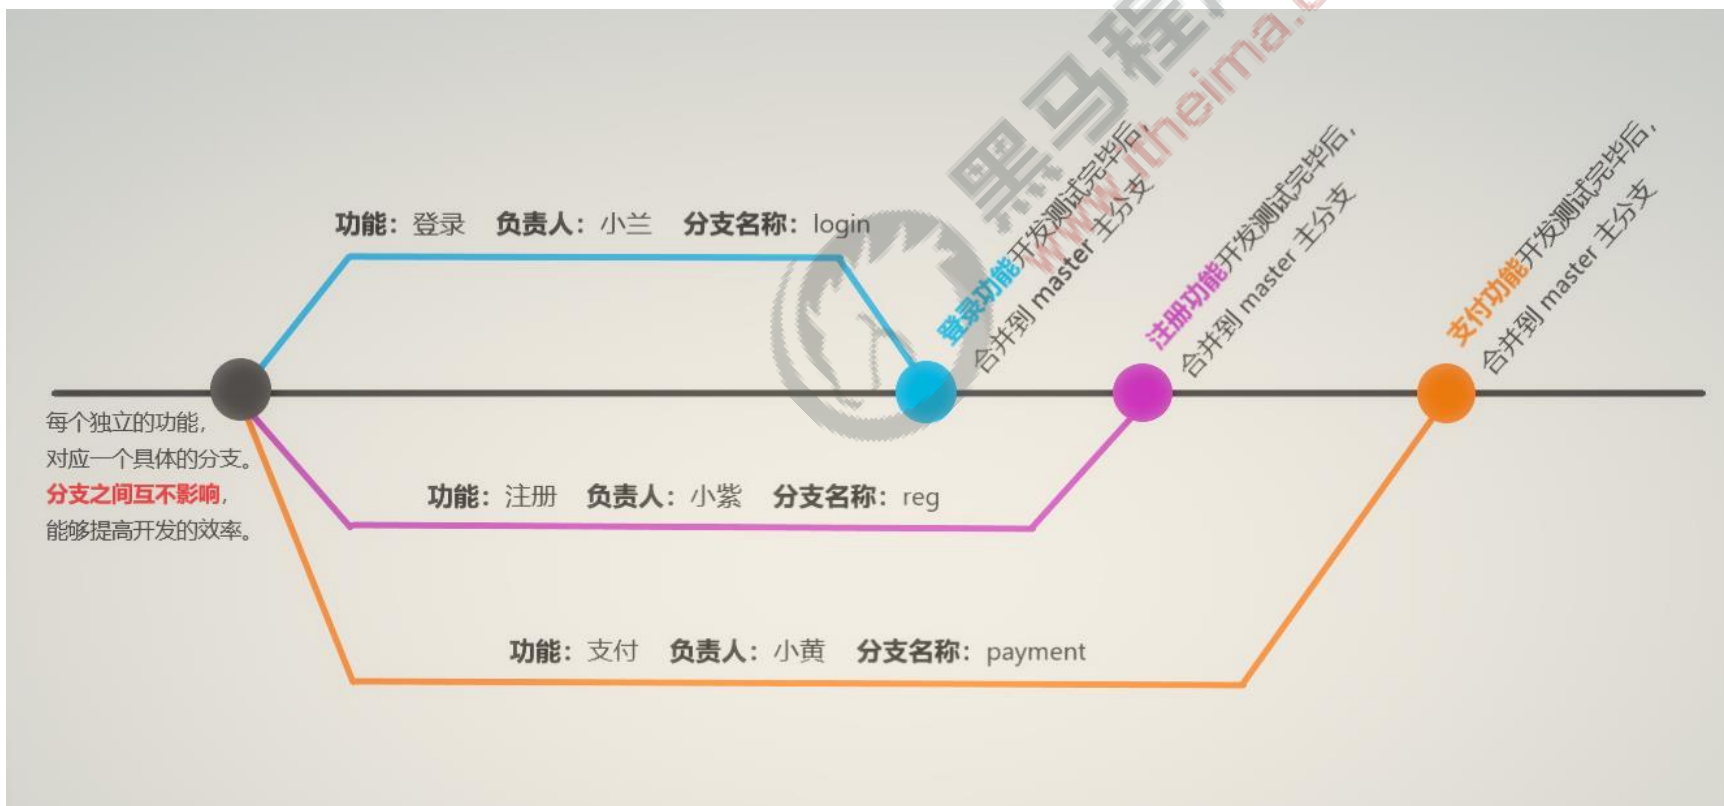 黑马程
www.itheima.
功能：登录 负责人：小兰 分支名称：login
登录功能开发测试完毕后，
合并到 master 主分支
注册功能开发测试完毕后，
合并到 master 主分支
支付功能开发测试完毕后，
合并到 master 主分支
每个独立的功能，
对应一个具体的分支。
分支之间互不影响，
能够提高开发的效率。
功能：注册 负责人：小紫 分支名称：reg
功能：支付 负责人：小黄 分支名称：payment